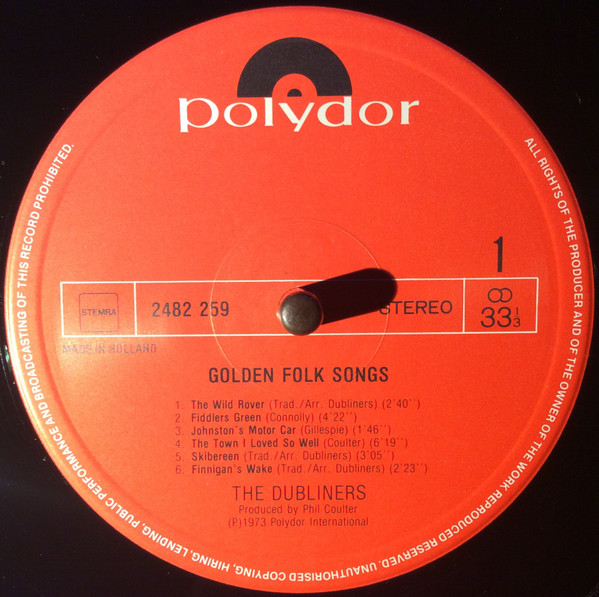 polydor
1
STEMRA
2482 259
STEREO
33 1/3
MADE IN HOLLAND
GOLDEN FOLK SONGS
1. The Wild Rover (Trad./Arr. Dubliners) (2'40'')
2. Fiddlers Green (Connolly) (4'22'')
3. Johnston's Motor Car (Gillespie) (1'46'')
4. The Town I Loved So Well (Coulter) (6'19'')
5. Skibereen (Trad./Arr. Dubliners) (3'05'')
6. Finnigan's Wake (Trad./Arr. Dubliners) (2'23'')
THE DUBLINERS
Produced by Phil Coulter
(P)1973 Polydor International
ALL RIGHTS OF THE PRODUCER AND OF THE OWNER OF THE WORK REPRODUCED RESERVED. UNAUTHORISED COPYING, HIRING, LENDING, PUBLIC PERFORMANCE AND BROADCASTING OF THIS RECORD PROHIBITED.